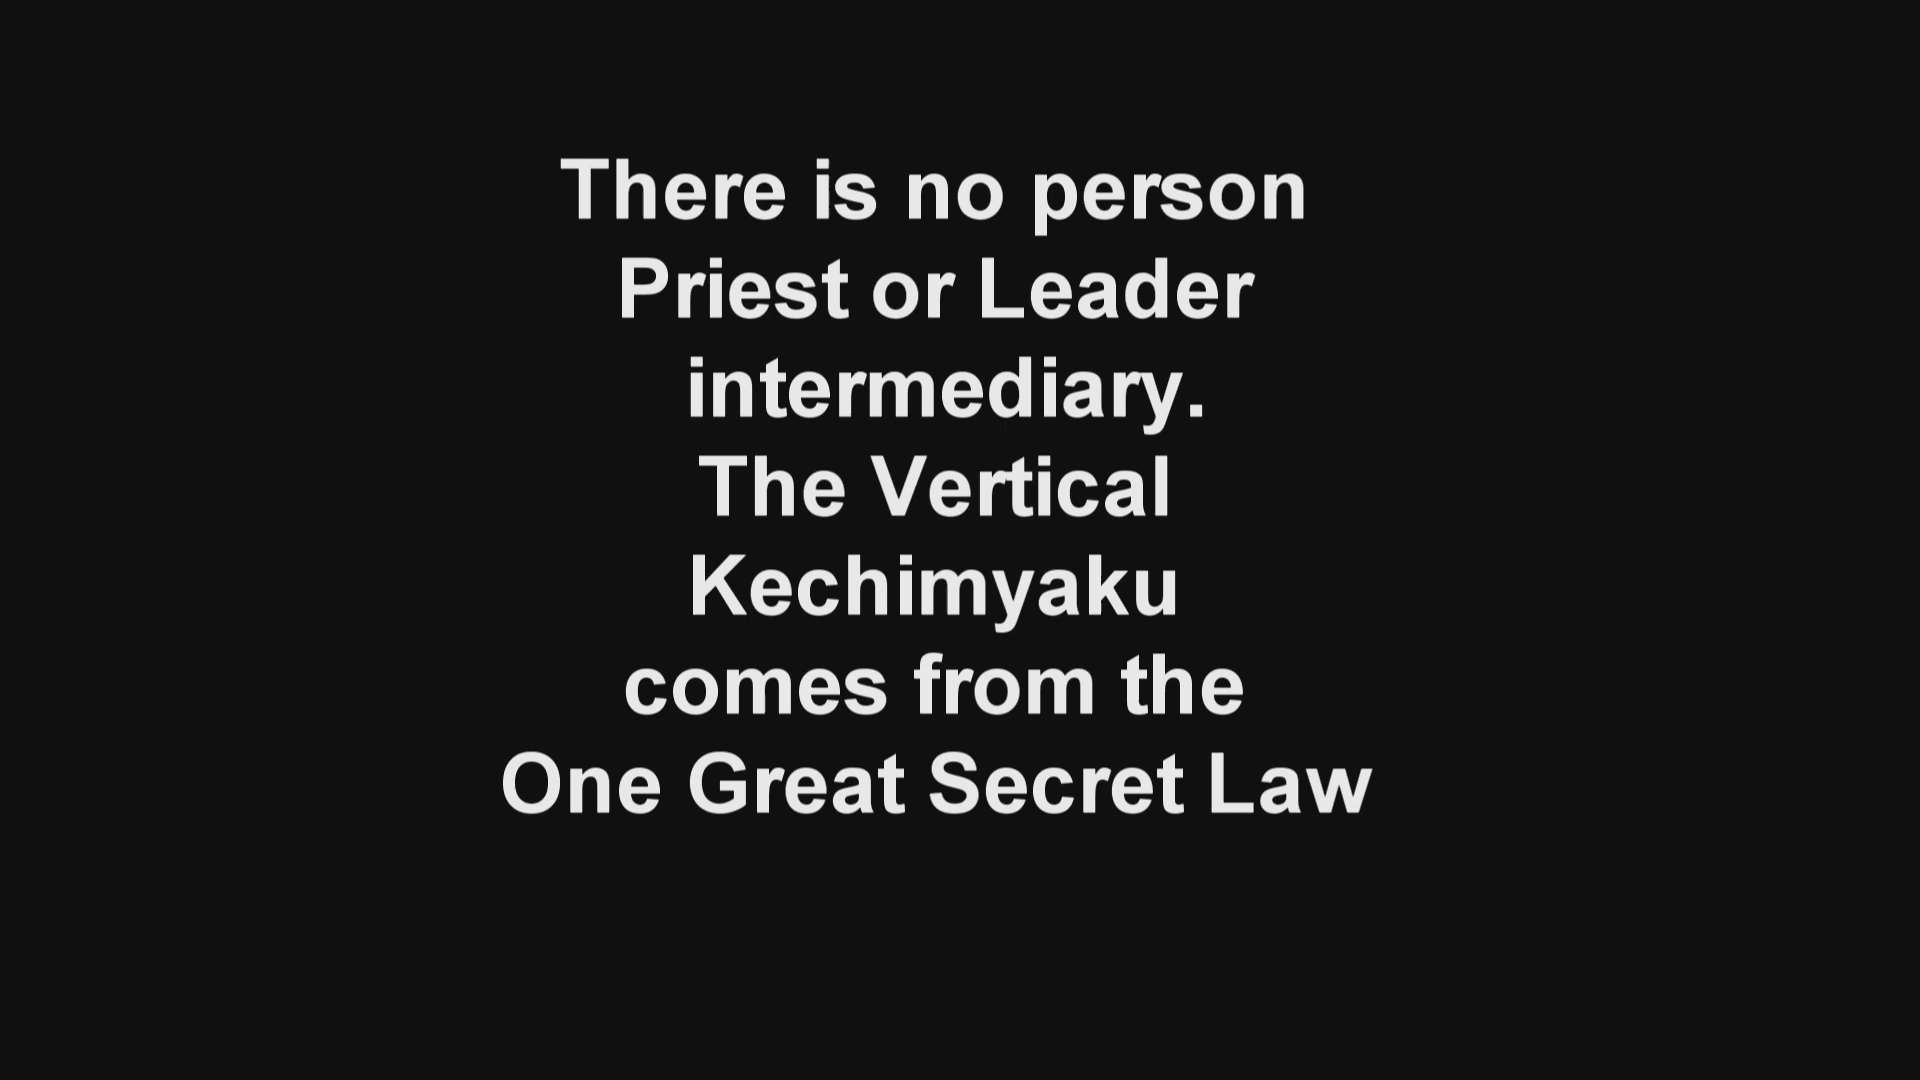 There is no person
Priest or Leader
intermediary.
The Vertical
Kechimyaku
comes from the
One Great Secret Law